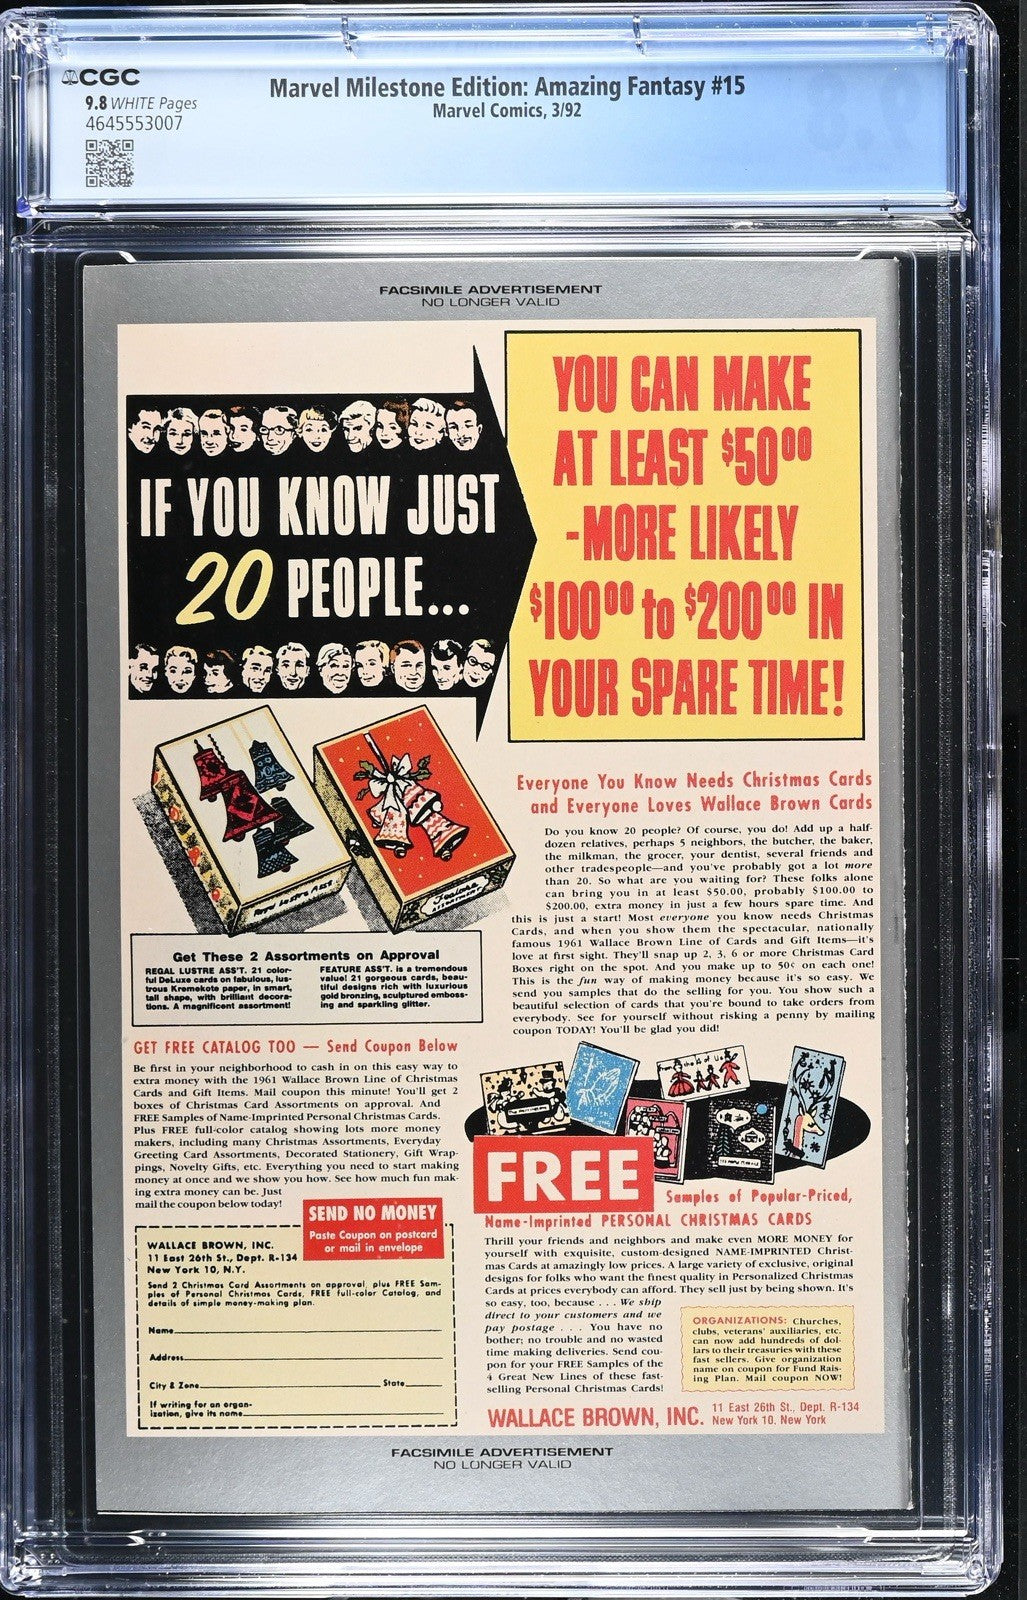 CGC
9.8 WHITE Pages
4645553007
Marvel Milestone Edition: Amazing Fantasy #15
Marvel Comics, 3/92
FACSIMILE ADVERTISEMENT
NO LONGER VALID
IF YOU KNOW JUST
20 PEOPLE...
YOU CAN MAKE
AT LEAST $5000
-MORE LIKELY
$10000 to $20000 IN
YOUR SPARE TIME!
Get These 2 Assortments on Approval
REGAL LUSTRE ASS'T. 21 color-
ful DeLuxe cards on fabulous, lus-
trous Kremekote paper, in smart,
tall shape, with brilliant decora-
tions. A magnificent assortment!
FEATURE ASS'T. is a tremendous
value! 21 gorgeous cards, beau-
tiful designs rich with luxurious
gold bronzing, sculptured emboss-
ing and sparkling glitter.
Everyone You Know Needs Christmas Cards
and Everyone Loves Wallace Brown Cards
Do you know 20 people? Of course, you do! Add up a half-
dozen relatives, perhaps 5 neighbors, the butcher, the baker,
the milkman, the grocer, your dentist, several friends and
other tradespeople—and you've probably got a lot more
than 20. So what are you waiting for? These folks alone
can bring you in at least $50.00, probably $100.00 to
$200.00, extra money in just a few hours spare time. And
this is just a start! Most everyone you know needs Christmas
Cards, and when you show them the spectacular, nationally
famous 1961 Wallace Brown Line of Cards and Gift Items—it's
love at first sight. They'll snap up 2, 3, 6 or more Christmas Card
Boxes right on the spot. And you make up to 50¢ on each one!
This is the fun way of making money because it's so easy. We
send you samples that do the selling for you. You show such a
beautiful selection of cards that you're bound to take orders from
everybody. See for yourself without risking a penny by mailing
coupon TODAY! You'll be glad you did!
GET FREE CATALOG TOO — Send Coupon Below
Be first in your neighborhood to cash in on this easy way to
extra money with the 1961 Wallace Brown Line of Christmas
Cards and Gift Items. Mail coupon this minute! You'll get 2
boxes of Christmas Card Assortments on approval. And
FREE Samples of Name-Imprinted Personal Christmas Cards.
Plus FREE full-color catalog showing lots more money
makers, including many Christmas Assortments, Everyday
Greeting Card Assortments, Decorated Stationery, Gift Wrap-
pings, Novelty Gifts, etc. Everything you need to start making
money at once and we show you how. See how much fun mak-
ing extra money can be. Just
mail the coupon below today!
SEND NO MONEY
Paste Coupon on postcard
or mail in envelope
WALLACE BROWN, INC.
11 East 26th St., Dept. R-134
New York 10, N.Y.
Send 2 Christmas Card Assortments on approval, plus FREE Sam-
ples of Personal Christmas Cards, FREE full-color Catalog, and
details of simple money-making plan.
Name
Address
City & Zone State
If writing for an organ-
ization, give its name
FREE
Samples of Popular-Priced,
Name-Imprinted PERSONAL CHRISTMAS CARDS
Thrill your friends and neighbors and make even MORE MONEY for
yourself with exquisite, custom-designed NAME-IMPRINTED Christ-
mas Cards at amazingly low prices. A large variety of exclusive, original
designs for folks who want the finest quality in Personalized Christmas
Cards at prices everybody can afford. They sell just by being shown. It's
so easy, too, because . . . We ship
direct to your customers and we
pay postage . . . You have no
bother; no trouble and no wasted
time making deliveries. Send cou-
pon for your FREE Samples of the
4 Great New Lines of these fast-
selling Personal Christmas Cards!
ORGANIZATIONS: Churches,
clubs, veterans' auxiliaries, etc.
can now add hundreds of dol-
lars to their treasuries with these
fast sellers. Give organization
name on coupon for Fund Rais-
ing Plan. Mail coupon NOW!
WALLACE BROWN, INC. 11 East 26th St., Dept. R-134
New York 10, New York
FACSIMILE ADVERTISEMENT
NO LONGER VALID